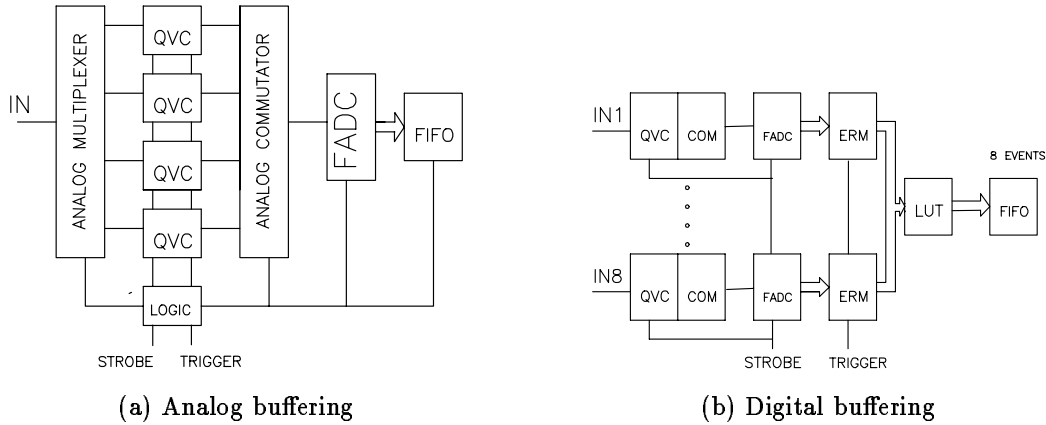 IN
ANALOG MULTIPLEXER
QVC
QVC
QVC
QVC
LOGIC
ANALOG COMMUTATOR
FADC
FIFO
STROBE TRIGGER
(a) Analog buffering
IN1
QVC COM
FADC
ERM
8 EVENTS
LUT
FIFO
IN8
QVC COM
FADC
ERM
STROBE TRIGGER
(b) Digital buffering